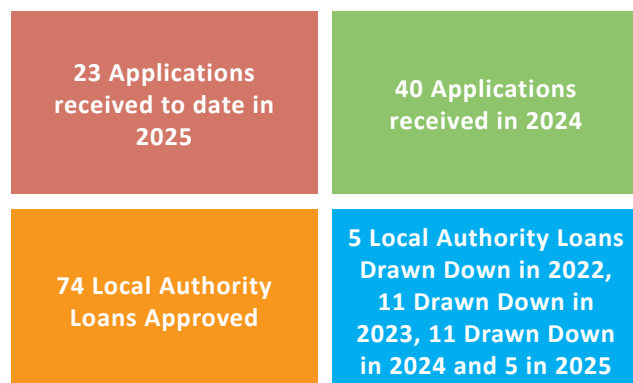 23 Applications
received to date in
2025
40 Applications
received in 2024
74 Local Authority
Loans Approved
5 Local Authority Loans
Drawn Down in 2022,
11 Drawn Down in
2023, 11 Drawn Down
in 2024 and 5 in 2025